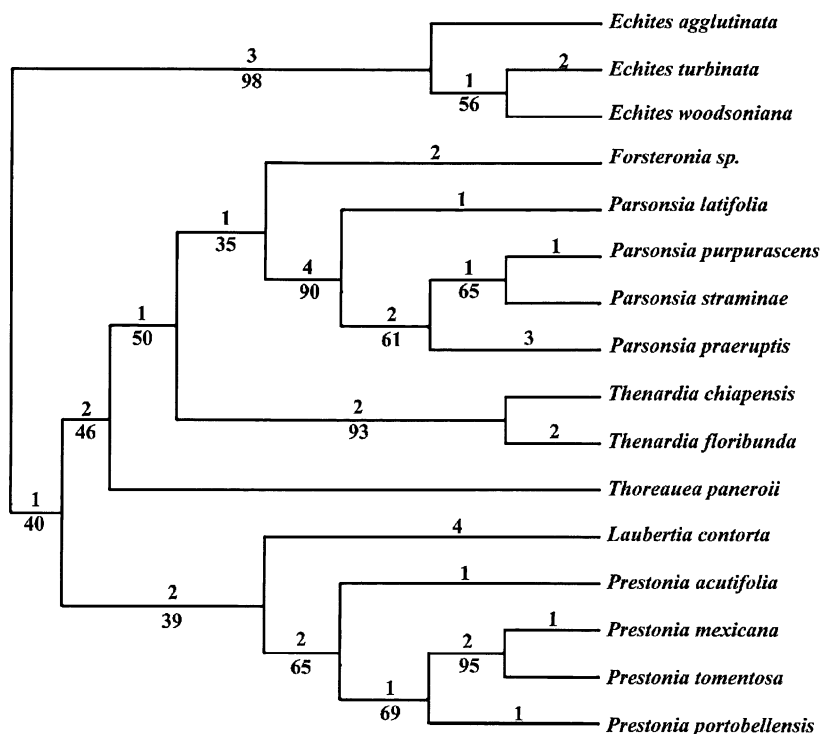 Echites agglutinata
3
98
2
Echites turbinata
1
56
Echites woodsoniana
2
Forsteronia sp.
1
Parsonsia latifolia
1
35
1
Parsonsia purpurascens
4
90
1
65
Parsonsia straminae
2
61
3
Parsonsia praeruptis
1
50
Thenardia chiapensis
2
93
2
46
2
Thenardia floribunda
Thoreauea paneroii
1
40
4
Laubertia contorta
1
Prestonia acutifolia
2
39
1
Prestonia mexicana
2
65
2
95
Prestonia tomentosa
1
69
1
Prestonia portobellensis